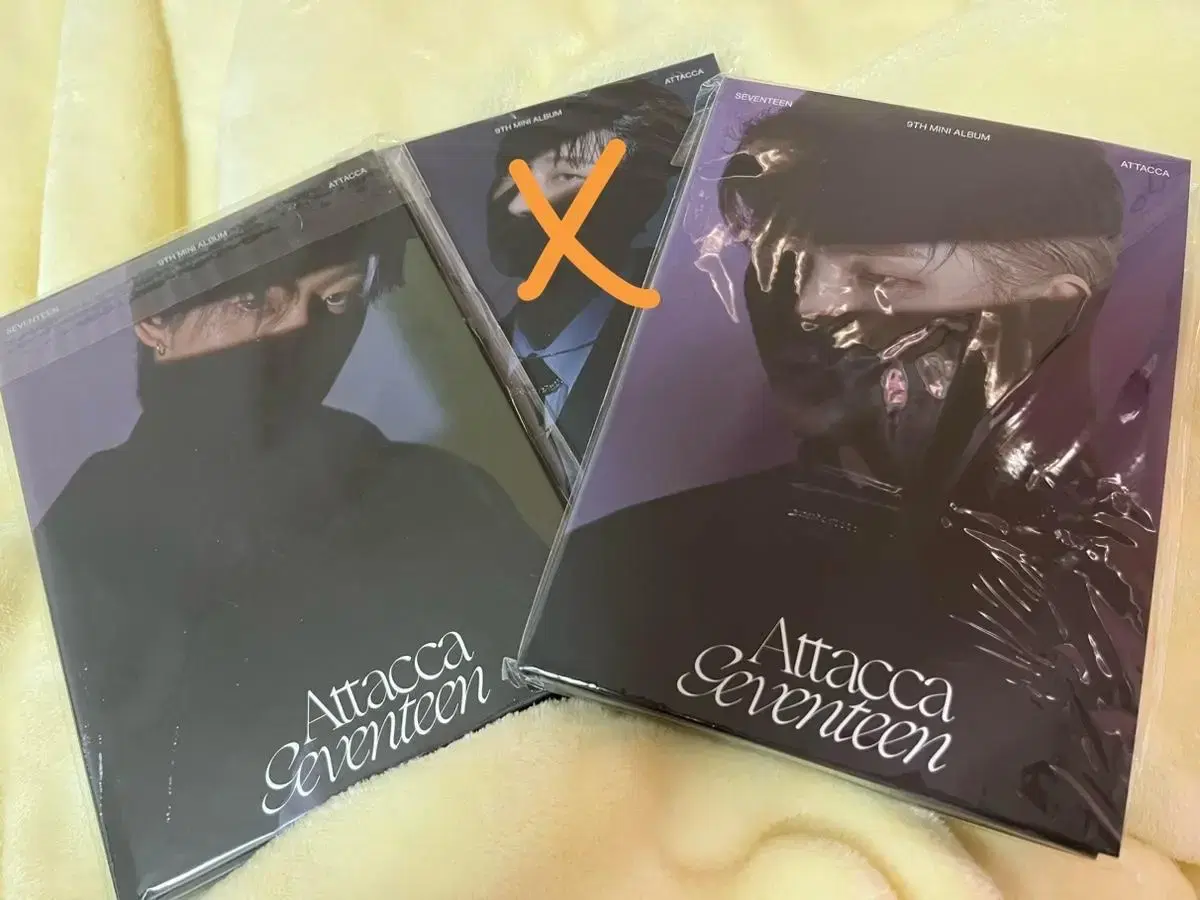 SEVENTEEN
9TH MINI ALBUM
ATTACCA
Attacca
Seventeen
9TH MINI ALBUM
ATTACCA
X
SEVENTEEN
9TH MINI ALBUM
ATTACCA
Attacca
Seventeen